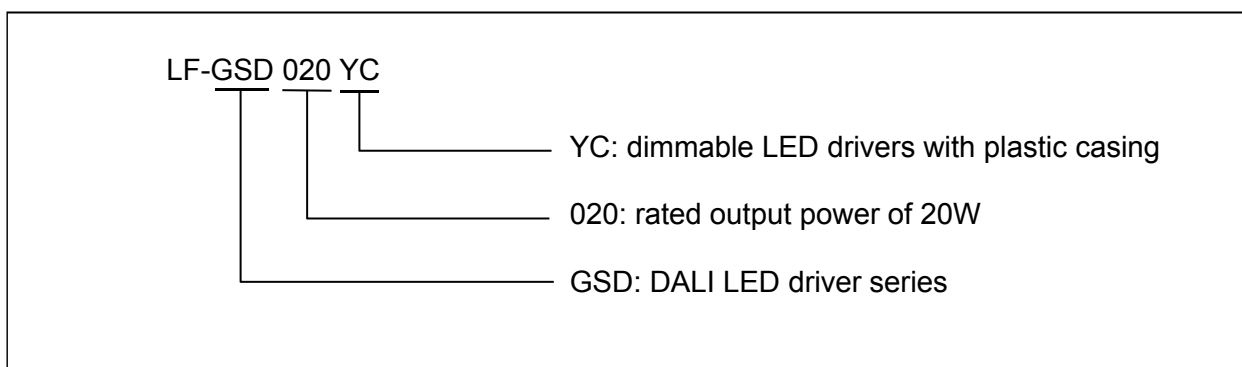 LF-GSD 020 YC
YC: dimmable LED drivers with plastic casing
020: rated output power of 20W
GSD: DALI LED driver series